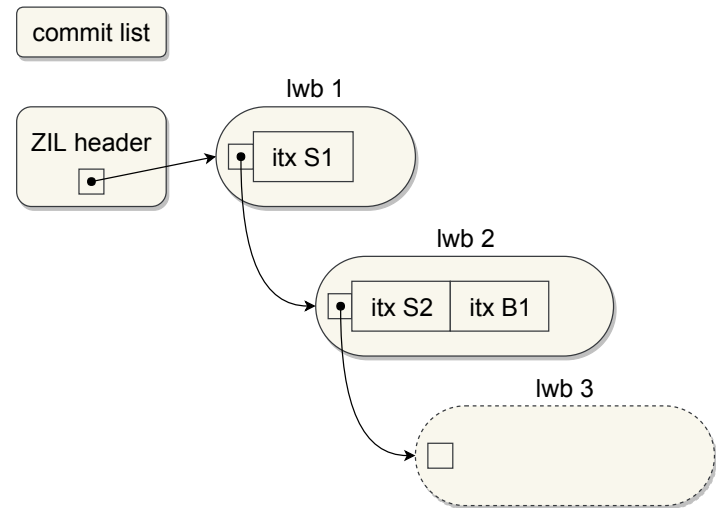 commit list
lwb 1
ZIL header
itx S1
lwb 2
itx S2
itx B1
lwb 3